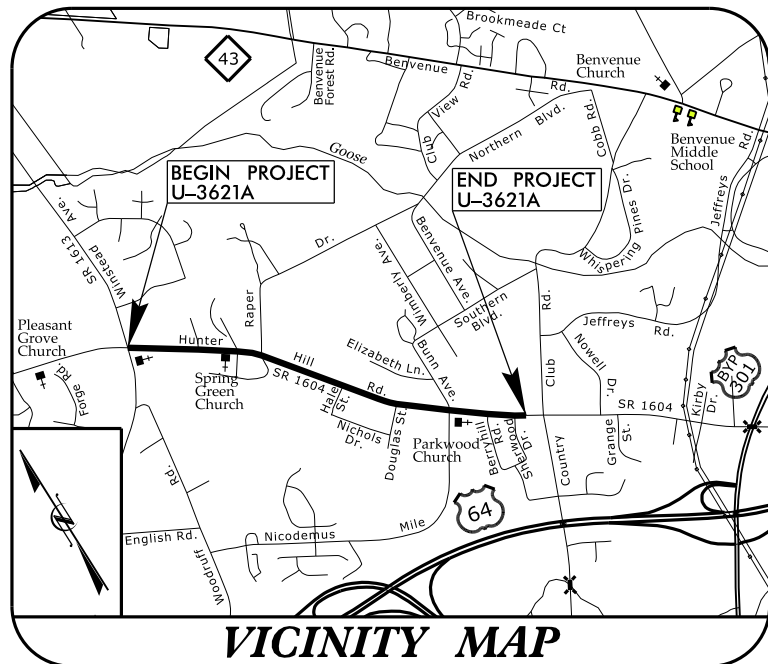 Brookmeade Ct
43
Benvenue
Forest Rd.
Benvenue
Rd.
Club
View
Rd.
Northern Blvd.
Cobb Rd.
Benvenue
Church
Benvenue
Middle
School
Jeffreys
Rd.
Goose
BEGIN PROJECT
U–3621A
END PROJECT
U–3621A
SR 1613
Ave.
Winstead
Dr.
Raper
Wimberly Ave.
Benvenue Ave.
Southern
Blvd.
Whispering Pines Dr.
Pleasant
Grove
Church
Forge Rd
Hunter
Hill
Rd.
SR 1604
Spring
Green
Church
Elizabeth Ln.
Bunn Ave.
Hale
St.
Nichols
Dr.
Douglas St.
Parkwood
Church
Berryhill
Rd.
Sherwood
Dr.
Club
Rd.
Country
Jeffreys Rd.
Nowell
Dr.
SR 1604
Grange
St.
Kirby
Dr.
BYP
301
64
N
Rd.
English Rd.
Woodruff
Nicodemus
Mile
VICINITY MAP